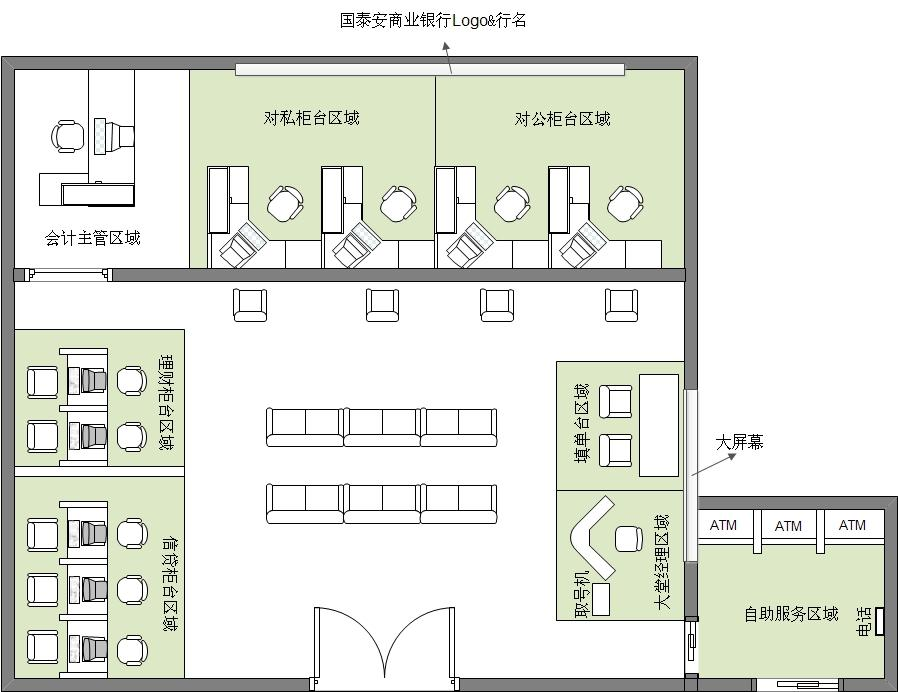 国泰安商业银行Logo&行名
对私柜台区域
对公柜台区域
会计主管区域
理财柜台区域
填单台区域
大屏幕
ATM
ATM
ATM
信贷柜台区域
大堂经理区域
取号机
自助服务区域
电话